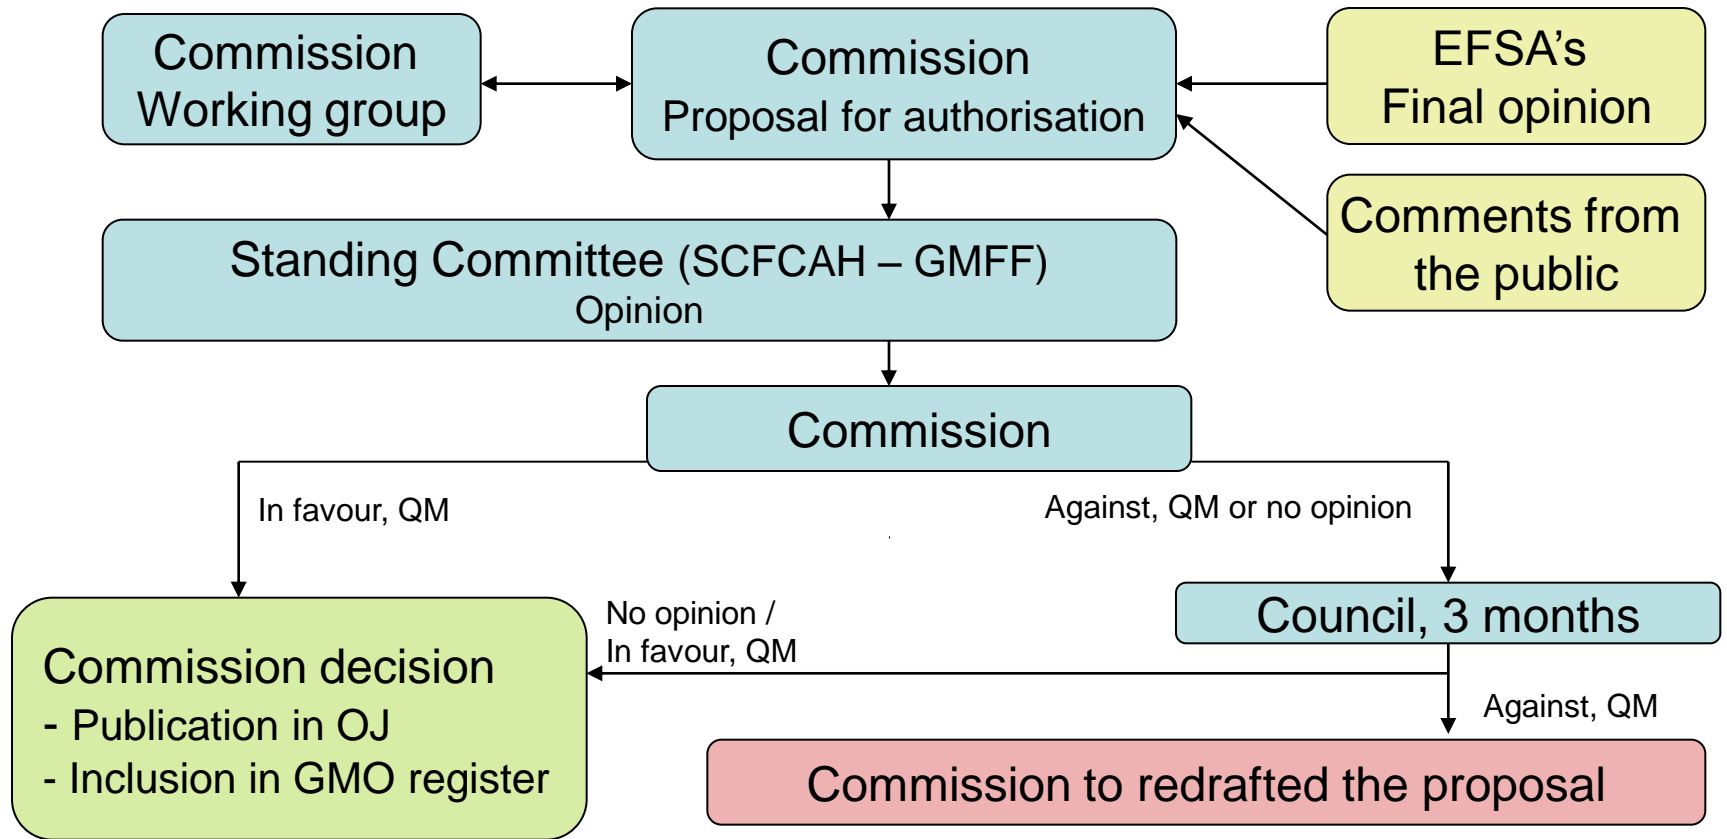 Commission
Working group
Commission
Proposal for authorisation
EFSA’s
Final opinion
Comments from
the public
Standing Committee (SCFCAH – GMFF)
Opinion
Commission
In favour, QM
Against, QM or no opinion
Council, 3 months
No opinion /
In favour, QM
Commission decision
- Publication in OJ
- Inclusion in GMO register
Against, QM
Commission to redrafted the proposal